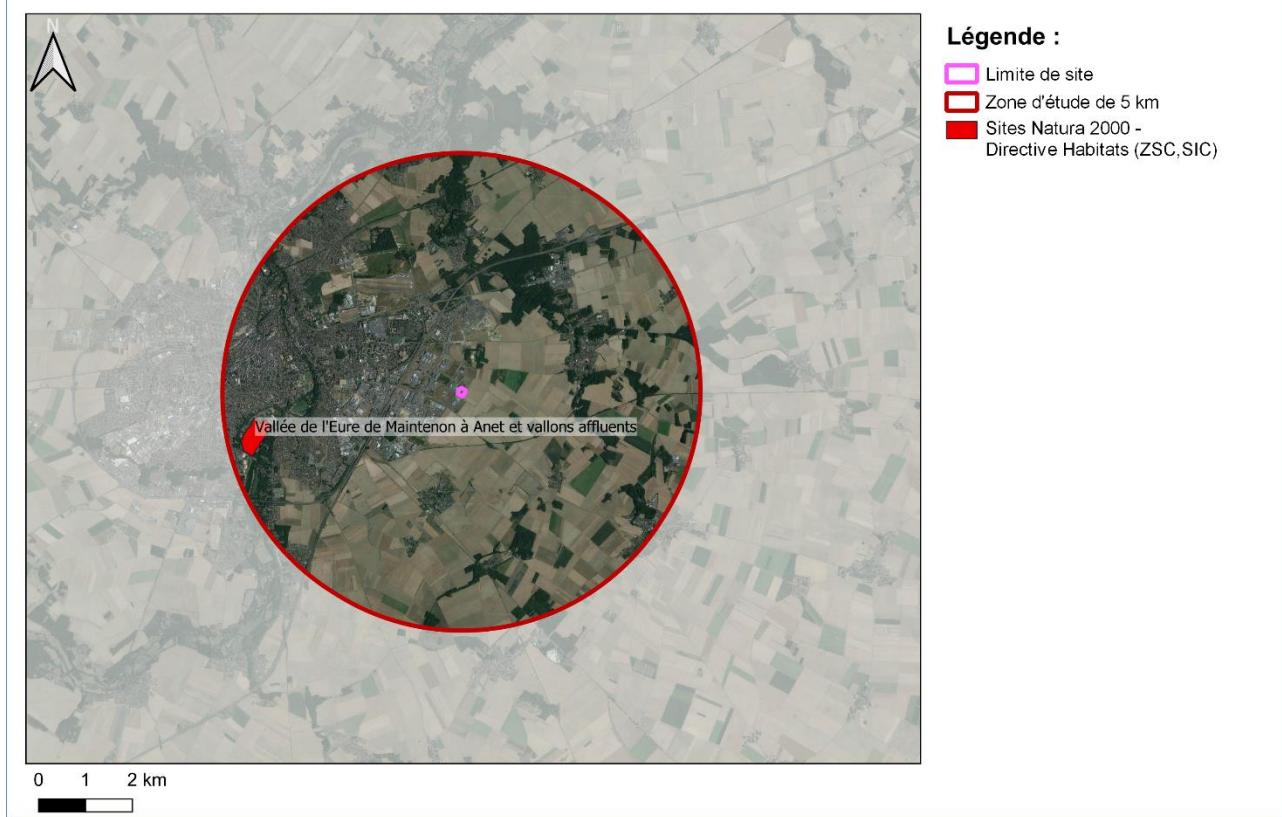 N
Légende :
Limite de site
Zone d'étude de 5 km
Sites Natura 2000 -
Directive Habitats (ZSC,SIC)
Vallée de l'Eure de Maintenon à Anet et vallons affluents
0 1 2 km